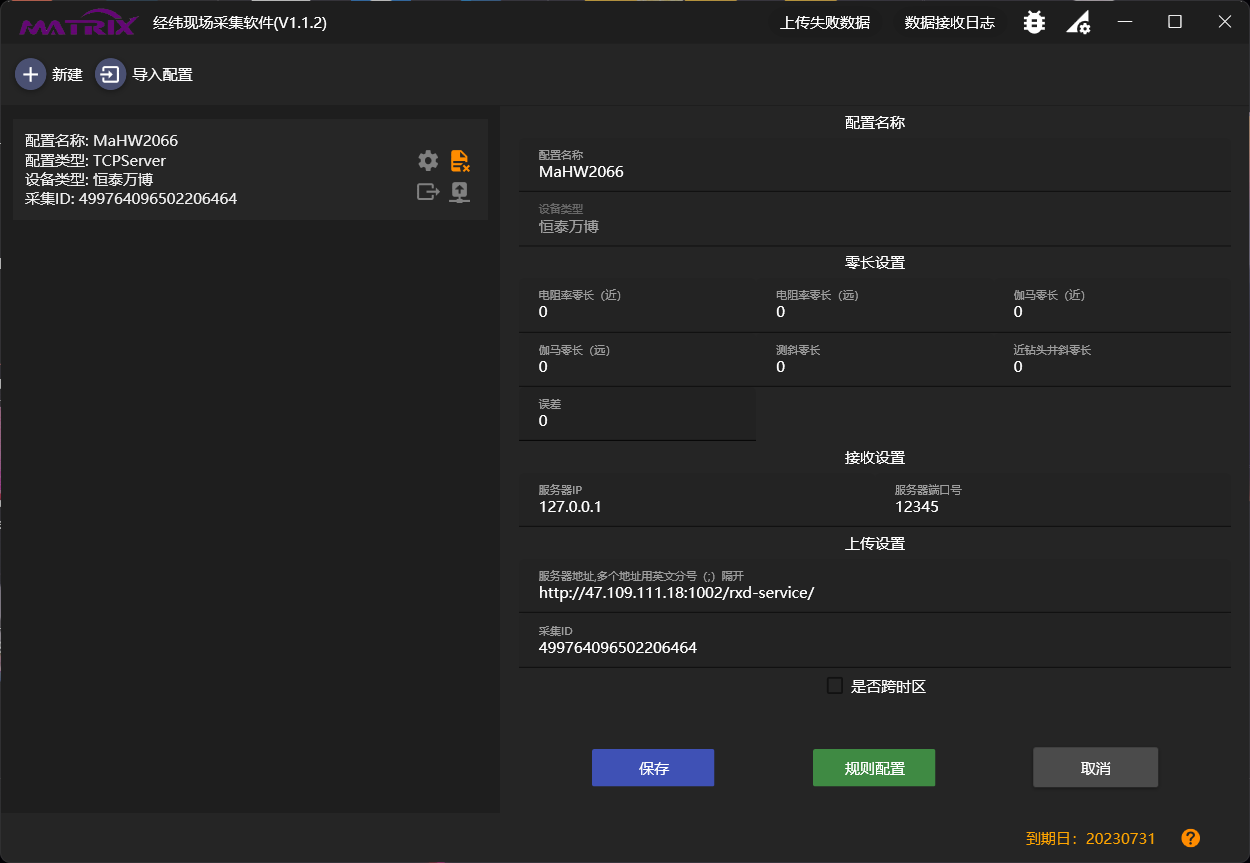 MATRIX 经纬现场采集软件(V1.1.2) 上传失败数据 数据接收日志
新建 导入配置
配置名称: MaHW2066
配置类型: TCPServer
设备类型: 恒泰万博
采集ID: 499764096502206464
配置名称
配置名称
MaHW2066
设备类型
恒泰万博
零长设置
电阻率零长（近） 电阻率零长（远） 伽马零长（近）
0 0 0
伽马零长（远） 测斜零长 近钻头井斜零长
0 0 0
误差
0
接收设置
服务器IP 服务器端口号
127.0.0.1 12345
上传设置
服务器地址,多个地址用英文分号（;）隔开
http://47.109.111.18:1002/rxd-service/
采集ID
499764096502206464
是否跨时区
保存 规则配置 取消
到期日：20230731